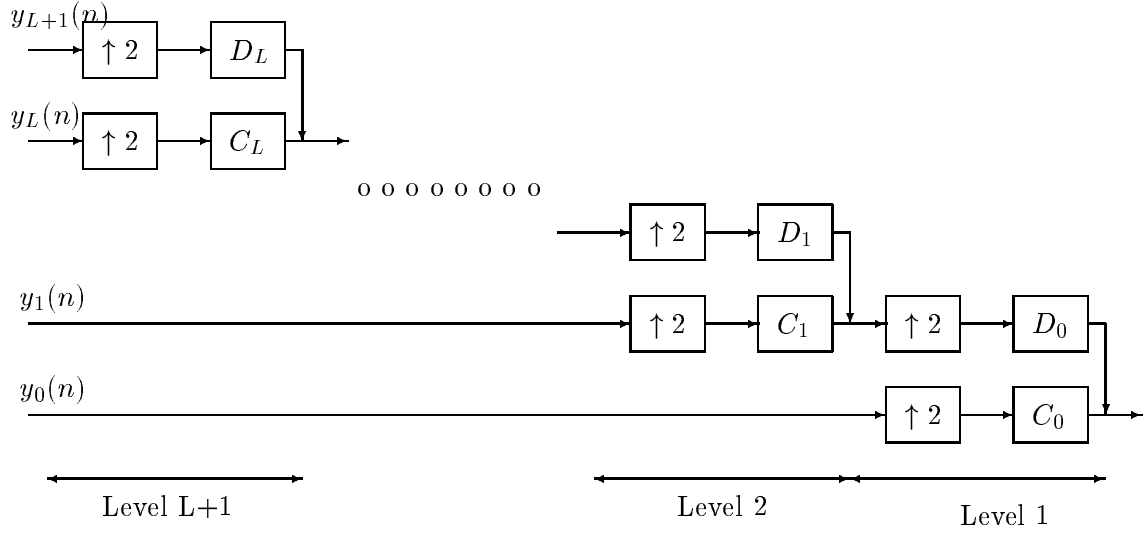 y_{L+1}(n)
↑ 2 D_L
y_L(n)
↑ 2 C_L
o o o o o o o o
↑ 2 D_1
y_1(n)
↑ 2 C_1 ↑ 2 D_0
y_0(n)
↑ 2 C_0
Level L+1 Level 2 Level 1